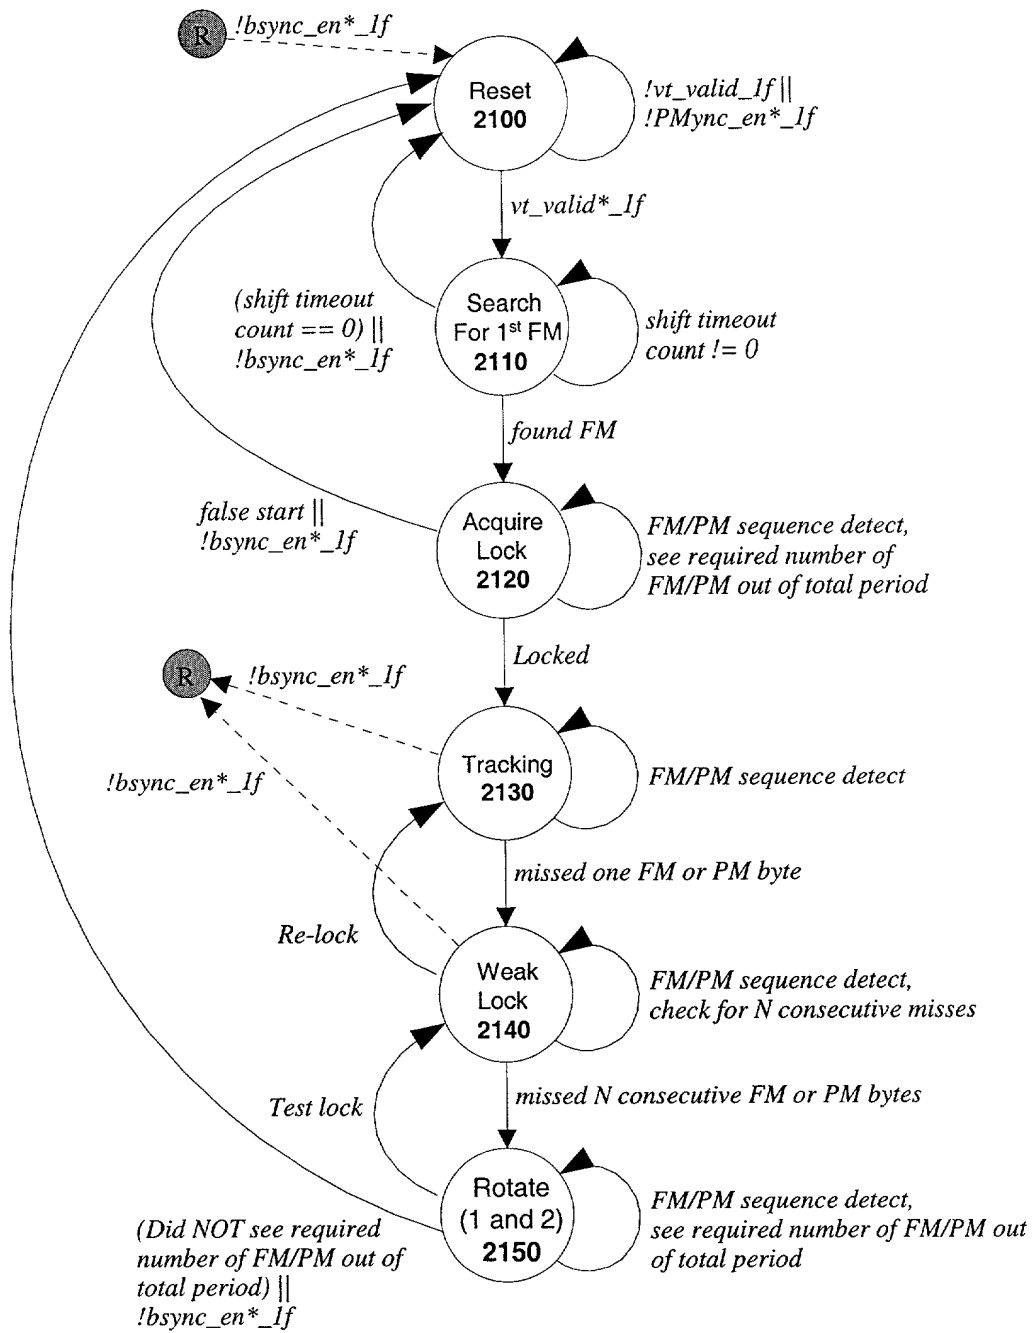 R
!bsync_en*_1f
Reset
2100
!vt_valid_1f ||
!PMync_en*_1f
vt_valid*_1f
Search
For 1st FM
2110
(shift timeout
count == 0) ||
!bsync_en*_1f
shift timeout
count != 0
found FM
Acquire
Lock
2120
false start ||
!bsync_en*_1f
FM/PM sequence detect,
see required number of
FM/PM out of total period
Locked
R
!bsync_en*_1f
!bsync_en*_1f
Tracking
2130
FM/PM sequence detect
missed one FM or PM byte
Re-lock
Weak
Lock
2140
FM/PM sequence detect,
check for N consecutive misses
missed N consecutive FM or PM bytes
Test lock
Rotate
(1 and 2)
2150
FM/PM sequence detect,
see required number of FM/PM out
of total period
(Did NOT see required
number of FM/PM out of
total period) ||
!bsync_en*_1f